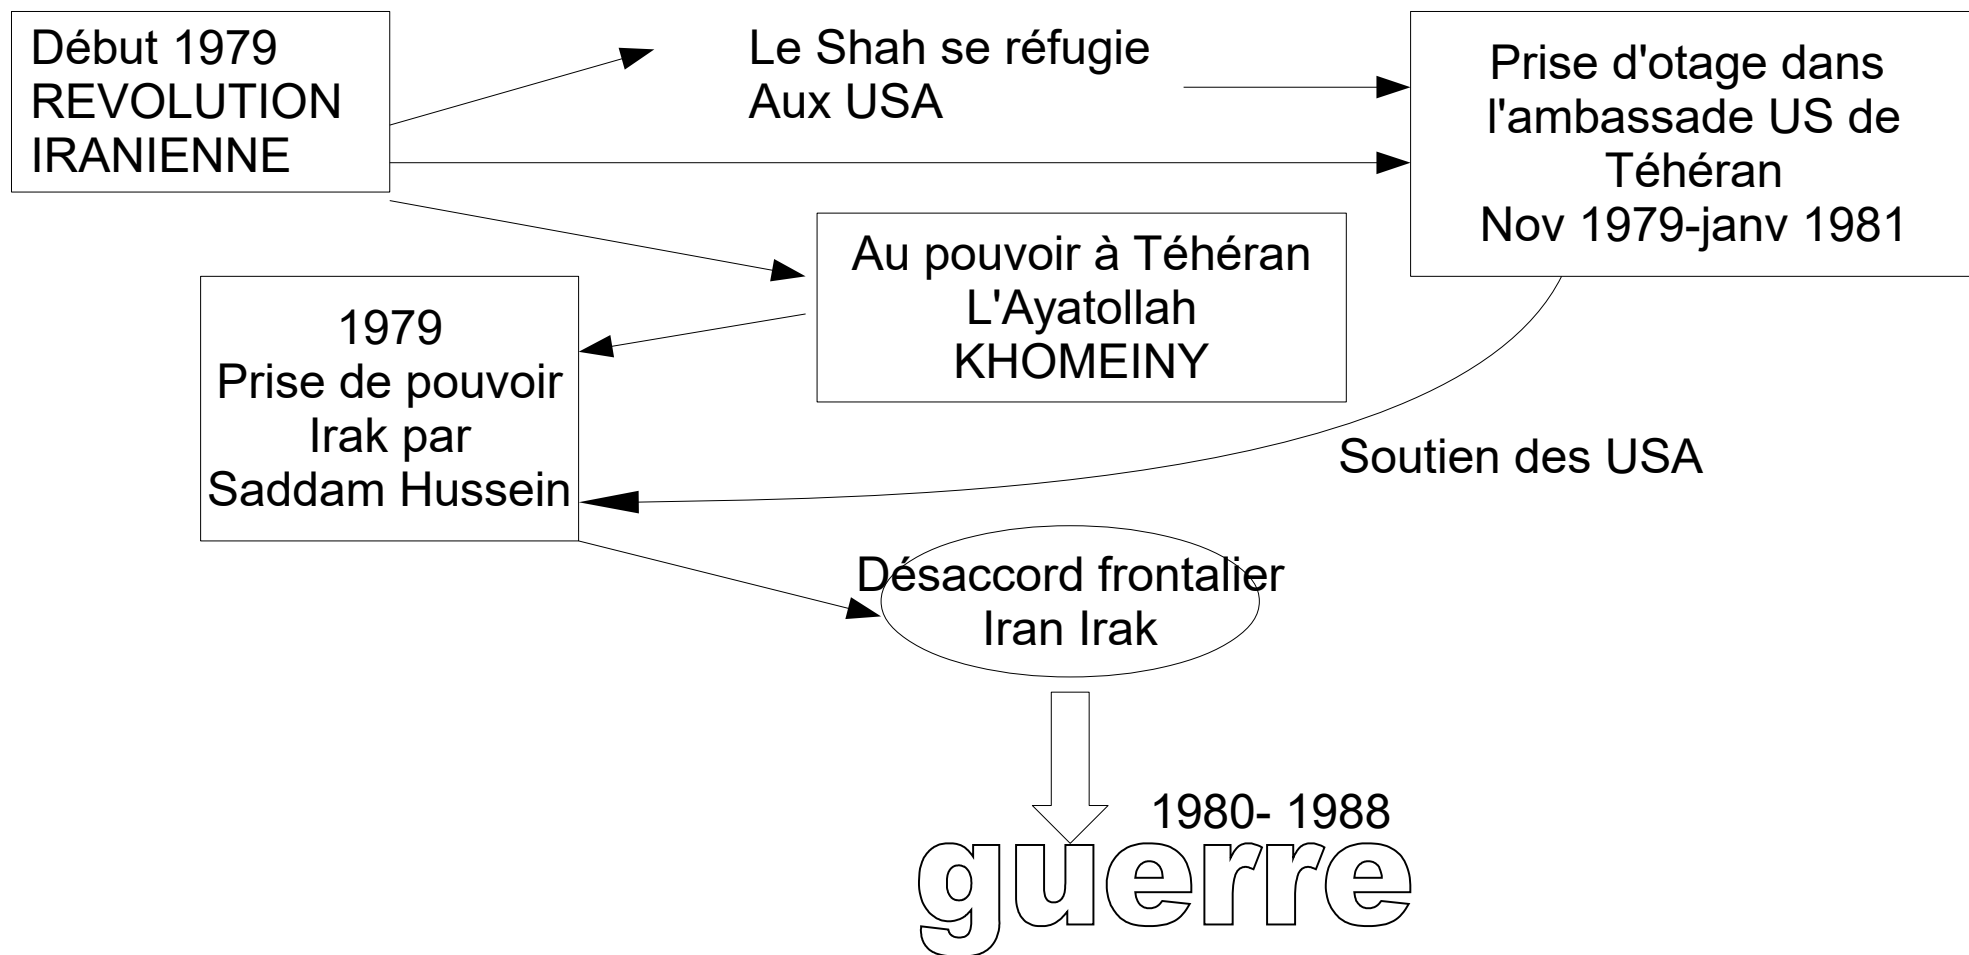 Début 1979
REVOLUTION
IRANIENNE
Le Shah se réfugie
Aux USA
Prise d'otage dans
l'ambassade US de
Téhéran
Nov 1979-janv 1981
Au pouvoir à Téhéran
L'Ayatollah
KHOMEINY
1979
Prise de pouvoir
Irak par
Saddam Hussein
Soutien des USA
Désaccord frontalier
Iran Irak
1980- 1988
guerre